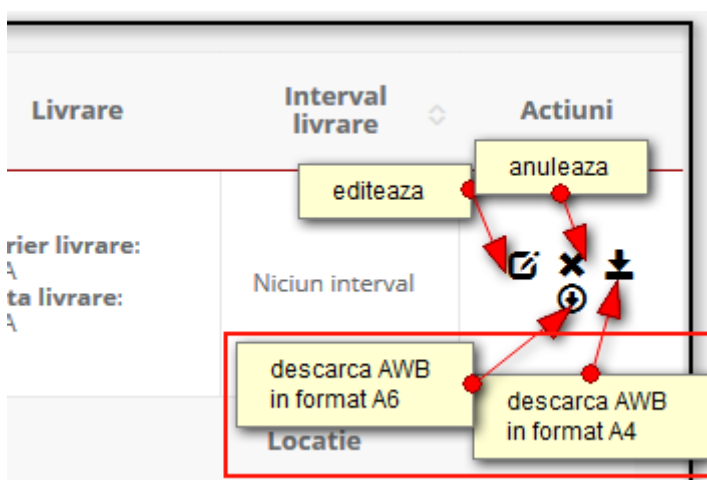 Livrare
Interval
livrare
Actiuni
editeaza
anuleaza
rier livrare:
A
ta livrare:
A
Niciun interval
descarca AWB
in format A6
descarca AWB
in format A4
Locatie